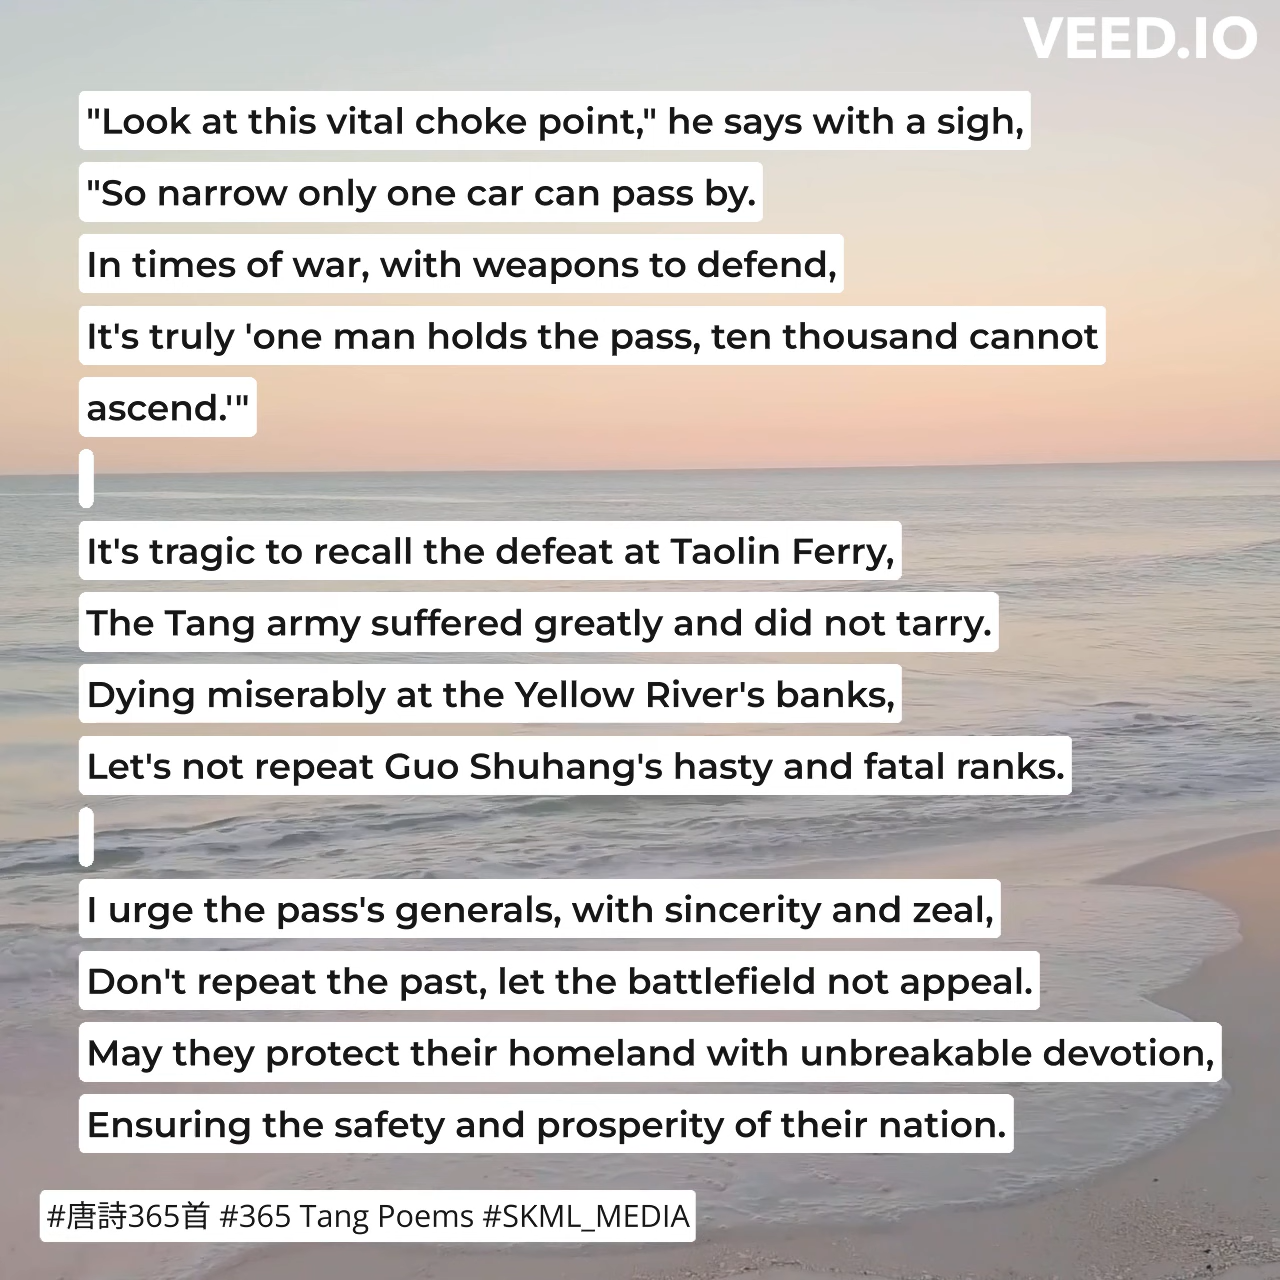 VEED.IO
"Look at this vital choke point," he says with a sigh,
"So narrow only one car can pass by.
In times of war, with weapons to defend,
It's truly 'one man holds the pass, ten thousand cannot
ascend.'"
It's tragic to recall the defeat at Taolin Ferry,
The Tang army suffered greatly and did not tarry.
Dying miserably at the Yellow River's banks,
Let's not repeat Guo Shuhang's hasty and fatal ranks.
I urge the pass's generals, with sincerity and zeal,
Don't repeat the past, let the battlefield not appeal.
May they protect their homeland with unbreakable devotion,
Ensuring the safety and prosperity of their nation.
#唐詩365首 #365 Tang Poems #SKML_MEDIA